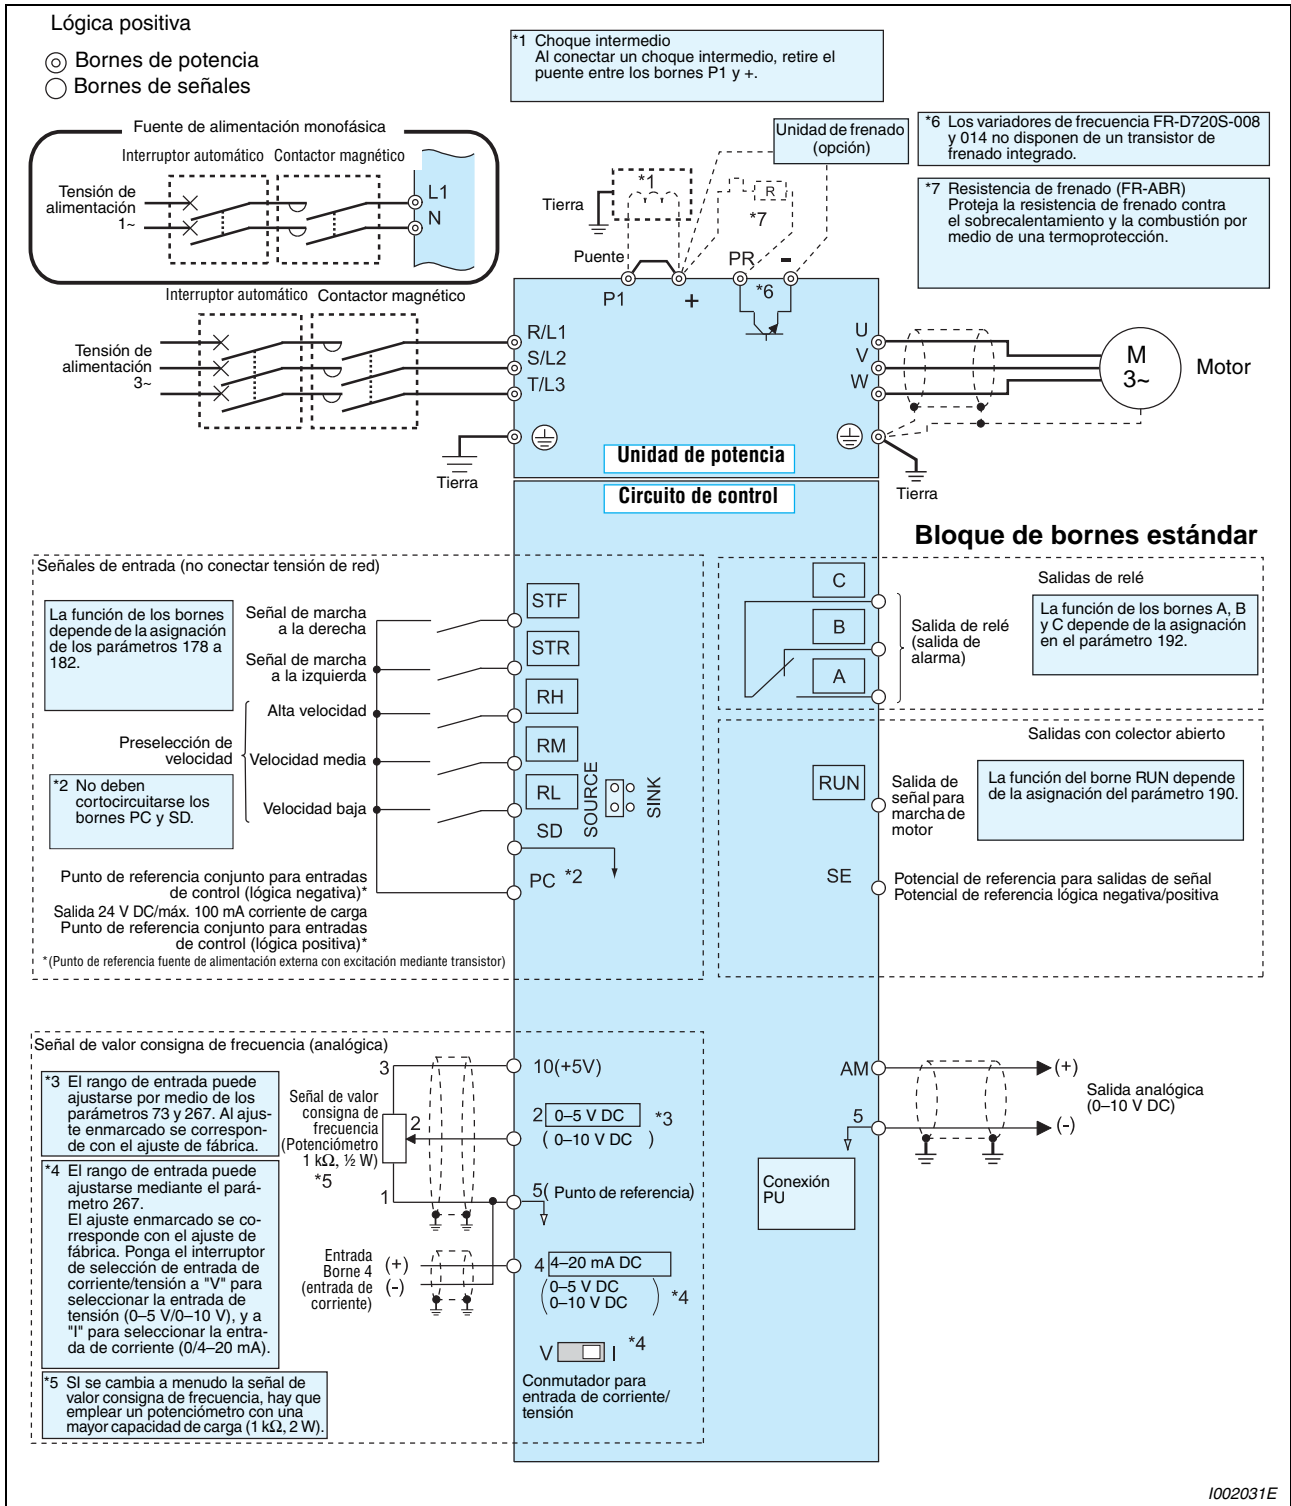 Lógica positiva
Bornes de potencia
Bornes de señales
*1 Choque intermedio
Al conectar un choque intermedio, retire el
puente entre los bornes P1 y +.
Fuente de alimentación monofásica
Interruptor automático
Contactor magnético
Tensión de
alimentación
1~
L1
N
Unidad de frenado
(opción)
*6 Los variadores de frecuencia FR-D720S-008
y 014 no disponen de un transistor de
frenado integrado.
*7 Resistencia de frenado (FR-ABR)
Proteja la resistencia de frenado contra
el sobrecalentamiento y la combustión por
medio de una termoprotección.
*1
R
Tierra
*7
Puente
PR
-
P1
+
*6
Interruptor automático
Contactor magnético
Tensión de
alimentación
3~
R/L1
S/L2
T/L3
U
V
W
M
3~
Motor
Tierra
Unidad de potencia
Tierra
Circuito de control
Bloque de bornes estándar
Señales de entrada (no conectar tensión de red)
La función de los bornes
depende de la asignación
de los parámetros 178 a
182.
Señal de marcha
a la derecha
STF
Señal de marcha
a la izquierda
STR
Alta velocidad
RH
Preselección de
velocidad
Velocidad media
RM
*2 No deben
cortocircuitarse los
bornes PC y SD.
Velocidad baja
RL
SOURCE
SINK
SD
PC *2
Punto de referencia conjunto para entradas
de control (lógica negativa)*
Salida 24 V DC/máx. 100 mA corriente de carga
Punto de referencia conjunto para entradas
de control (lógica positiva)*
*(Punto de referencia fuente de alimentación externa con excitación mediante transistor)
C
B
A
Salidas de relé
Salida de relé
(salida de
alarma)
La función de los bornes A, B
y C depende de la asignación
en el parámetro 192.
Salidas con colector abierto
RUN
Salida de
señal para
marcha de
motor
La función del borne RUN depende
de la asignación del parámetro 190.
SE
Potencial de referencia para salidas de señal
Potencial de referencia lógica negativa/positiva
Señal de valor consigna de frecuencia (analógica)
*3 El rango de entrada puede
ajustarse por medio de los
parámetros 73 y 267. Al ajus-
te enmarcado se correspon-
de con el ajuste de fábrica.
*4 El rango de entrada puede
ajustarse mediante el pará-
metro 267.
El ajuste enmarcado se co-
rresponde con el ajuste de
fábrica. Ponga el interruptor
de selección de entrada de
corriente/tensión a "V" para
seleccionar la entrada de
tensión (0–5 V/0–10 V), y a
"I" para seleccionar la entra-
da de corriente (0/4–20 mA).
*5 SI se cambia a menudo la señal de
valor consigna de frecuencia, hay que
emplear un potenciómetro con una
mayor capacidad de carga (1 kΩ, 2 W).
Señal de valor
consigna de
frecuencia
(Potenciómetro
1 kΩ, ½ W)
*5
3
2
1
10(+5V)
2 0–5 V DC *3
( 0–10 V DC )
5( Punto de referencia)
Entrada
Borne 4
(entrada de
corriente)
(+)
(-)
4 4–20 mA DC
(0–5 V DC
0–10 V DC) *4
V I *4
Conmutador para
entrada de corriente/
tensión
AM
5
(+)
(-)
Salida analógica
(0–10 V DC)
Conexión
PU
I002031E